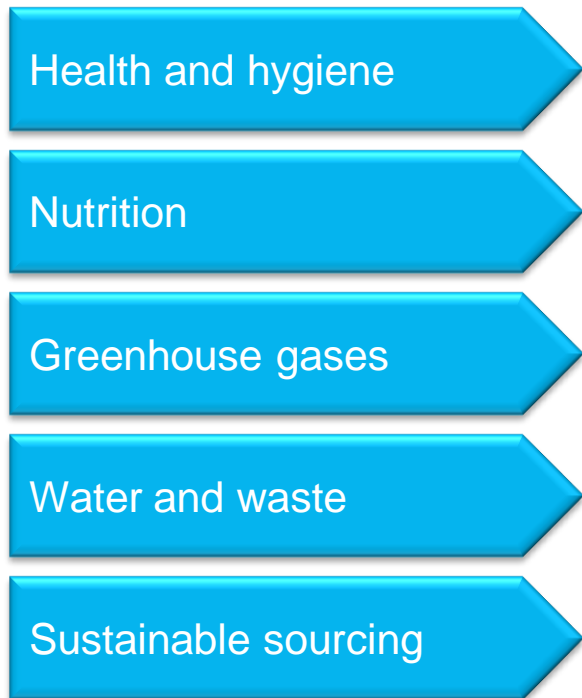 Health and hygiene
Nutrition
Greenhouse gases
Water and waste
Sustainable sourcing